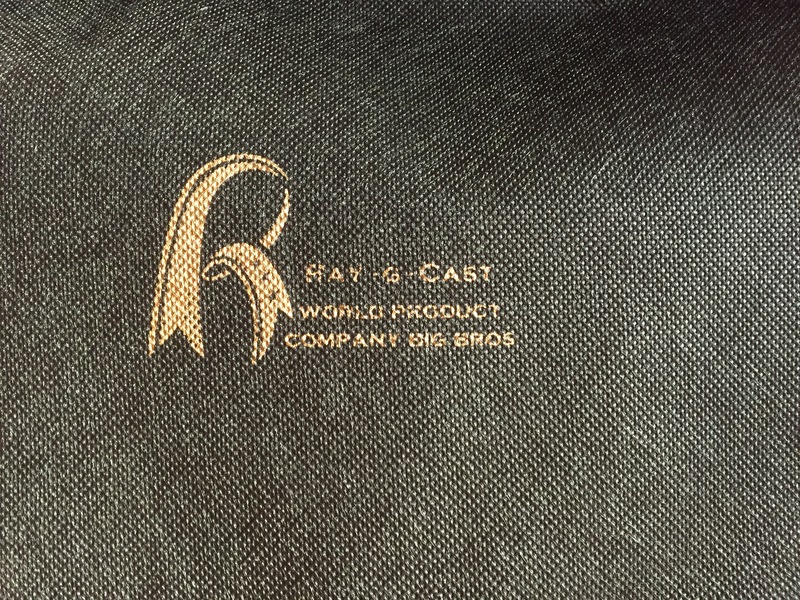 R
RAY-G-CAST
WORLD PRODUCT
COMPANY BIG BROS